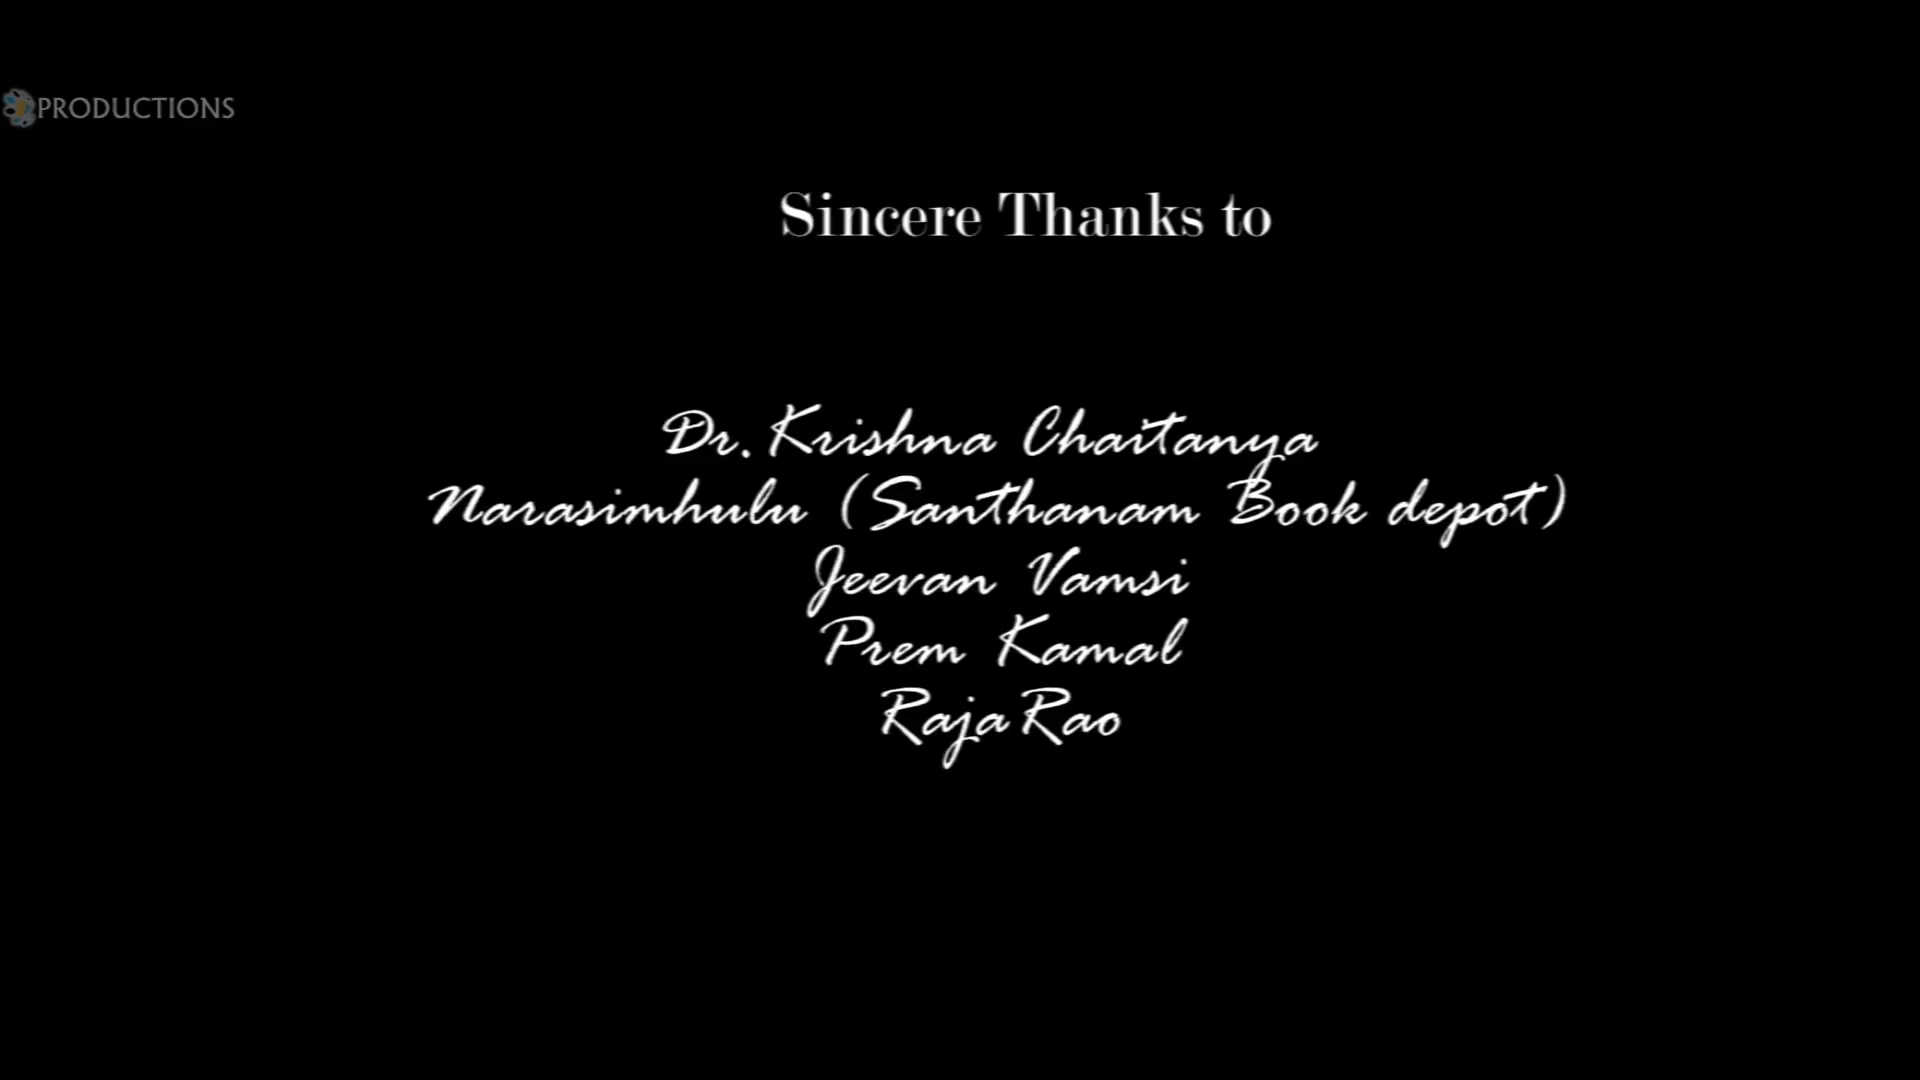 PRODUCTIONS
Sincere Thanks to
Dr. Krishna Chaitanya
Narasimhulu (Santhanam Book depot)
Jeevan Vamsi
Prem Kamal
Raja Rao